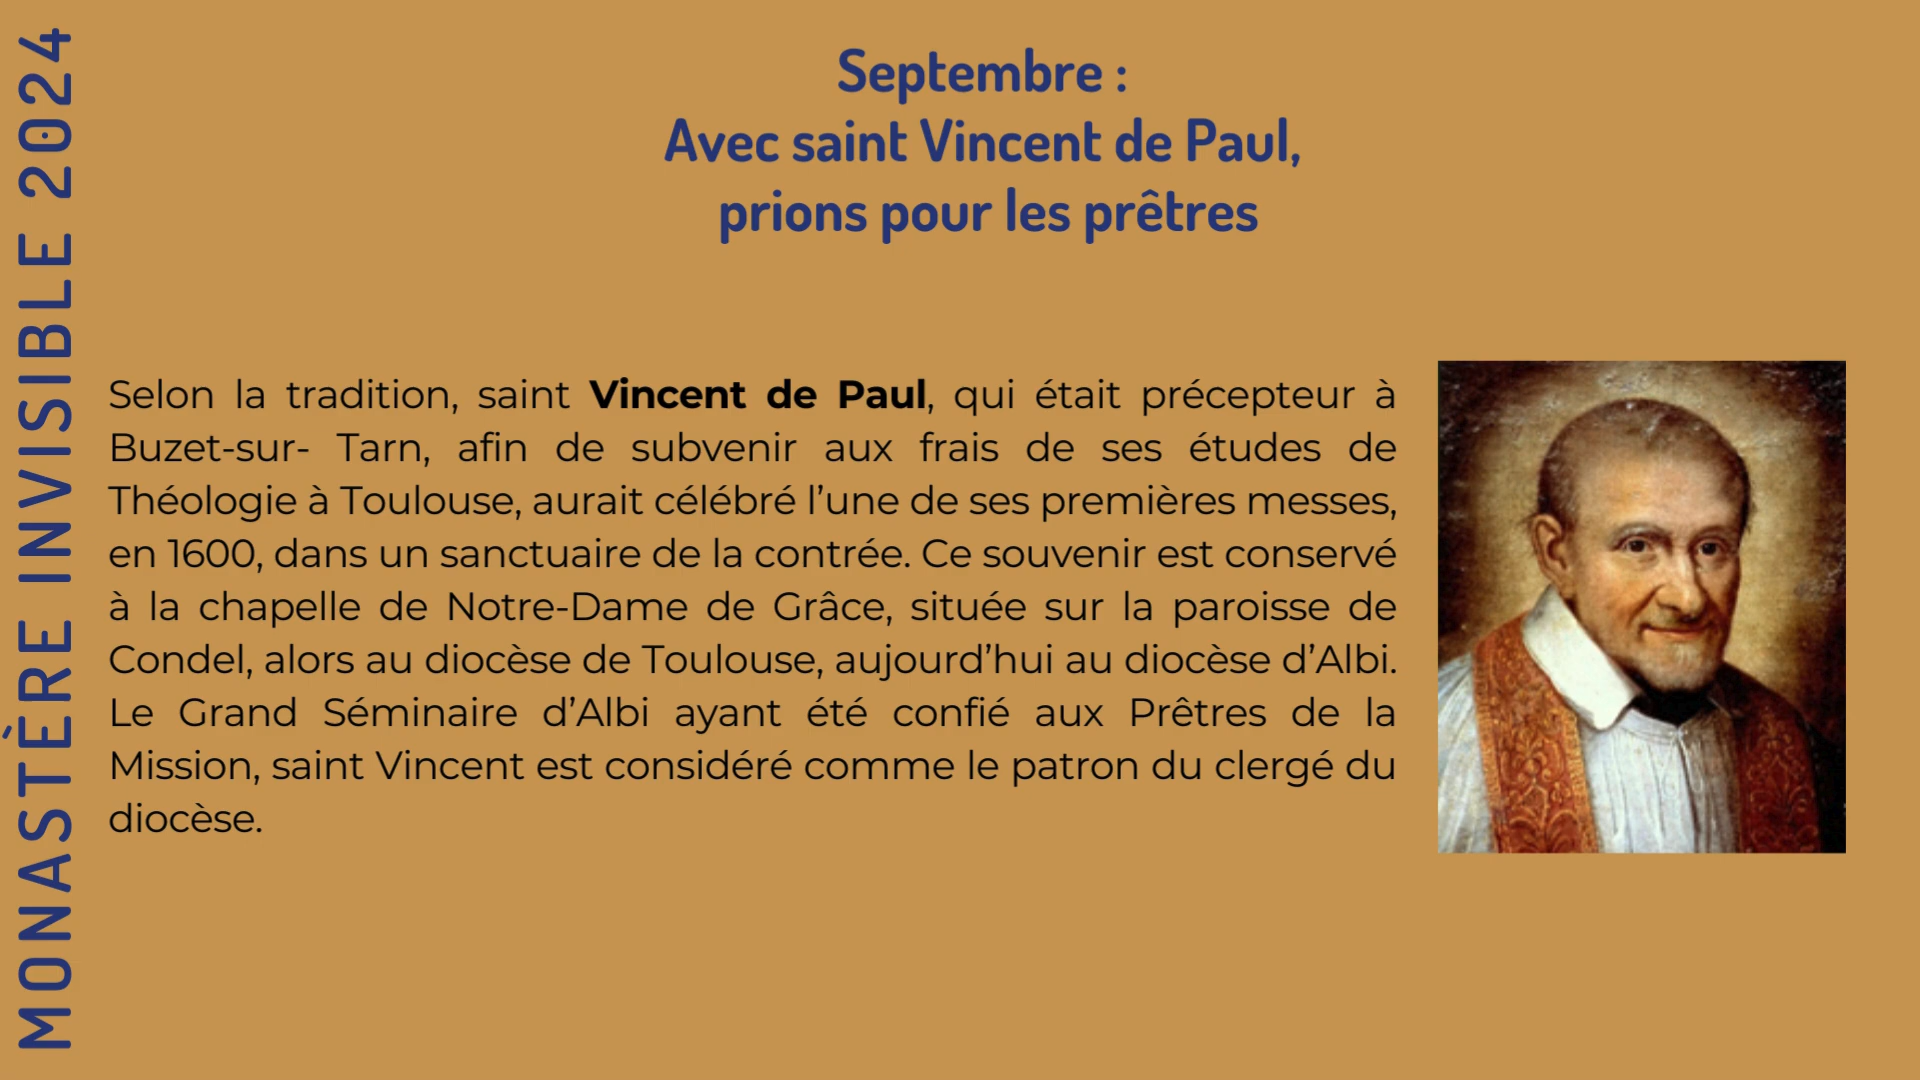 MONASTÈRE INVISIBLE 2024
Septembre :
Avec saint Vincent de Paul,
prions pour les prêtres
Selon la tradition, saint Vincent de Paul, qui était précepteur à
Buzet-sur- Tarn, afin de subvenir aux frais de ses études de
Théologie à Toulouse, aurait célébré l’une de ses premières messes,
en 1600, dans un sanctuaire de la contrée. Ce souvenir est conservé
à la chapelle de Notre-Dame de Grâce, située sur la paroisse de
Condel, alors au diocèse de Toulouse, aujourd’hui au diocèse d’Albi.
Le Grand Séminaire d’Albi ayant été confié aux Prêtres de la
Mission, saint Vincent est considéré comme le patron du clergé du
diocèse.